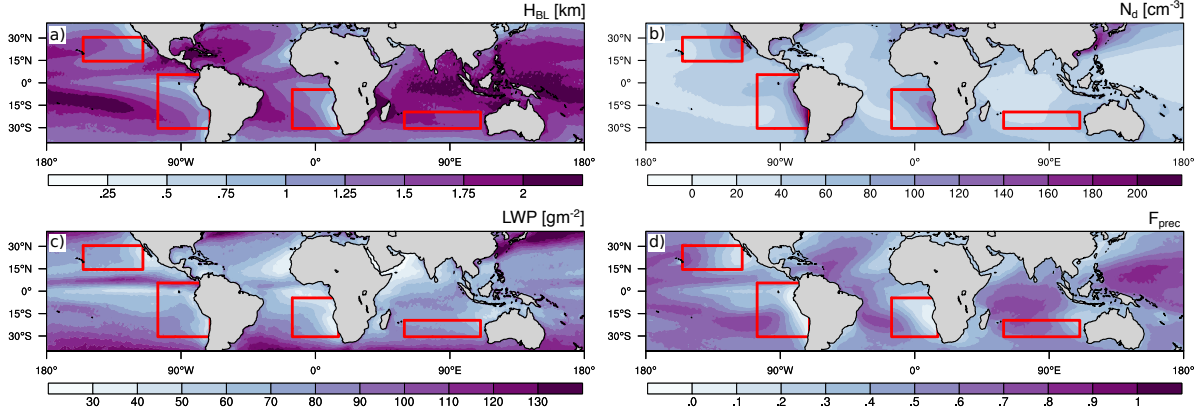 H_BL [km]
a)
30°N
15°N
0°
15°S
30°S
180° 90°W 0° 90°E 180°
.25 .5 .75 1 1.25 1.5 1.75 2
N_d [cm⁻³]
b)
30°N
15°N
0°
15°S
30°S
180° 90°W 0° 90°E 180°
0 20 40 60 80 100 120 140 160 200
LWP [gm⁻²]
c)
30°N
15°N
0°
15°S
30°S
180° 90°W 0° 90°E 180°
30 40 50 60 70 80 90 100 110 120 130
F_prec
d)
30°N
15°N
0°
15°S
30°S
180° 90°W 0° 90°E 180°
.0 .1 .2 .3 .4 .5 .6 .7 .8 .9 1